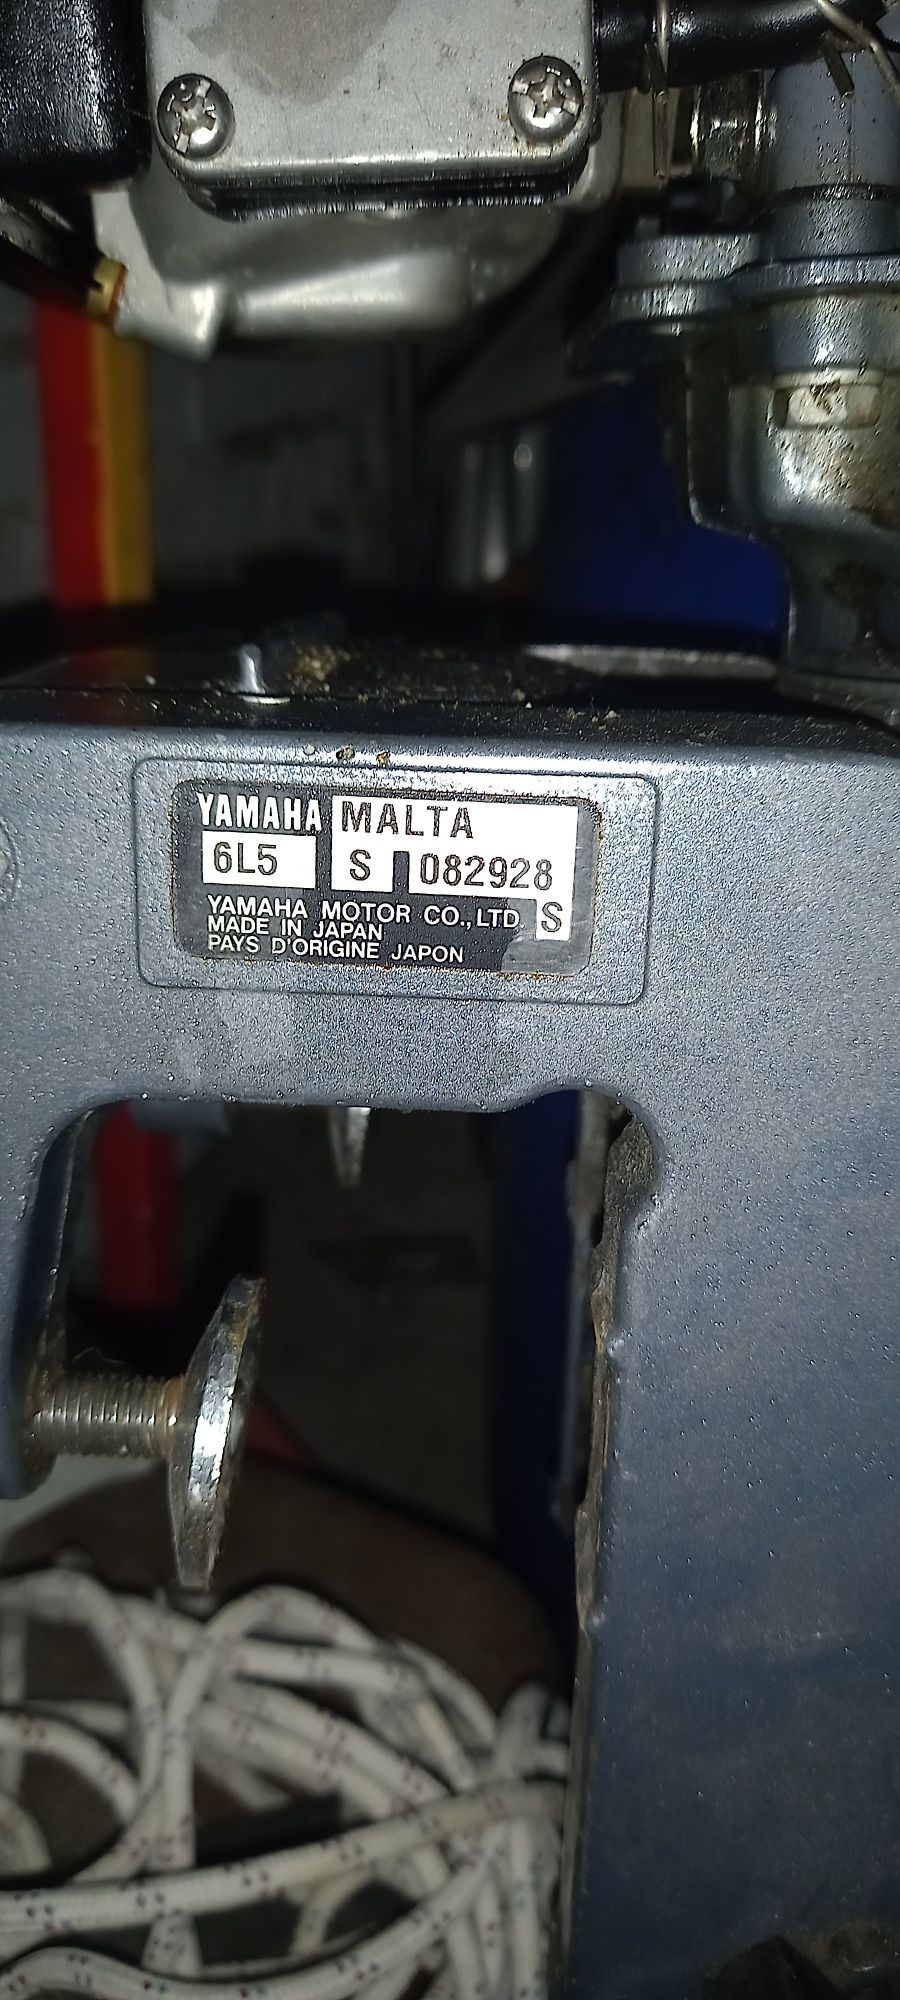 YAMAHA MALTA
6L5 S 082928
YAMAHA MOTOR CO.,LTD S
MADE IN JAPAN
PAYS D'ORIGINE JAPON